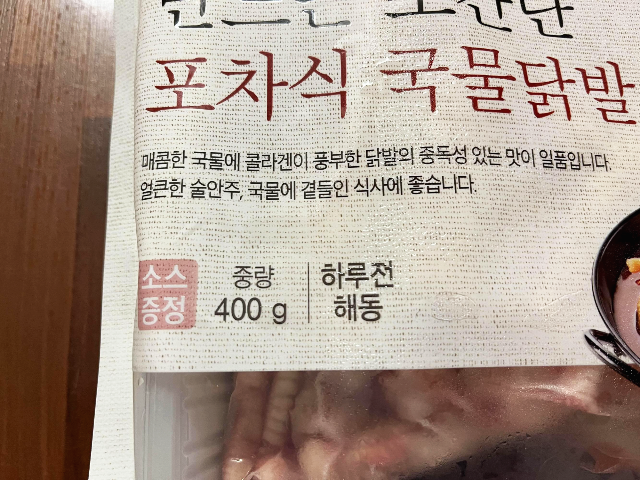 포차식 국물닭발
매콤한 국물에 콜라겐이 풍부한 닭발의 중독성 있는 맛이 일품입니다.
얼큰한 술안주, 국물에 곁들인 식사에 좋습니다.
소스
증정
중량
400 g
하루전
해동